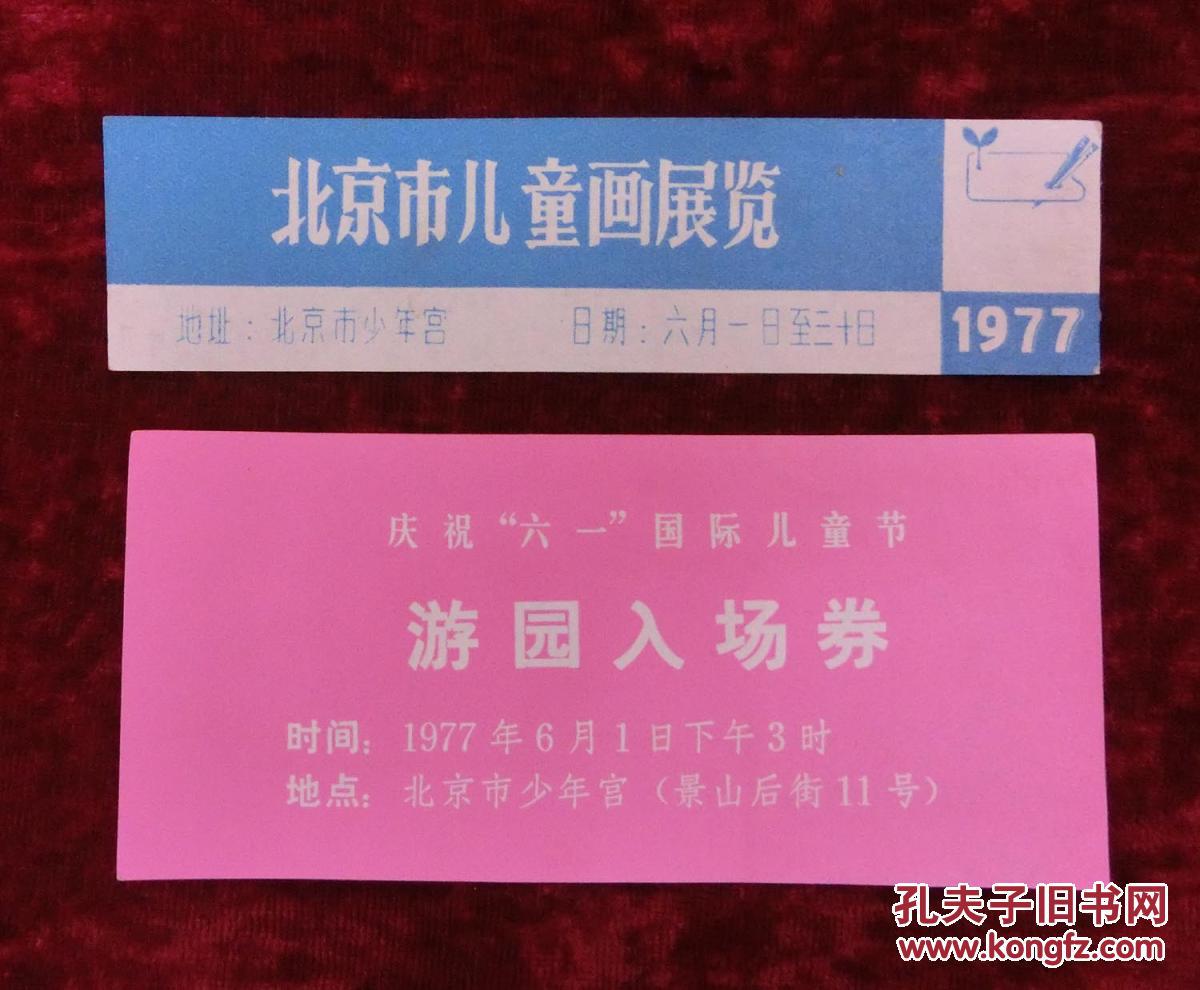 北京市儿童画展览
地址：北京市少年宫 日期：六月一日至三十日
1977
庆祝“六一”国际儿童节
游园入场券
时间：1977年6月1日下午3时
地点：北京市少年宫（景山后街11号）
孔夫子旧书网
www.kongfz.com